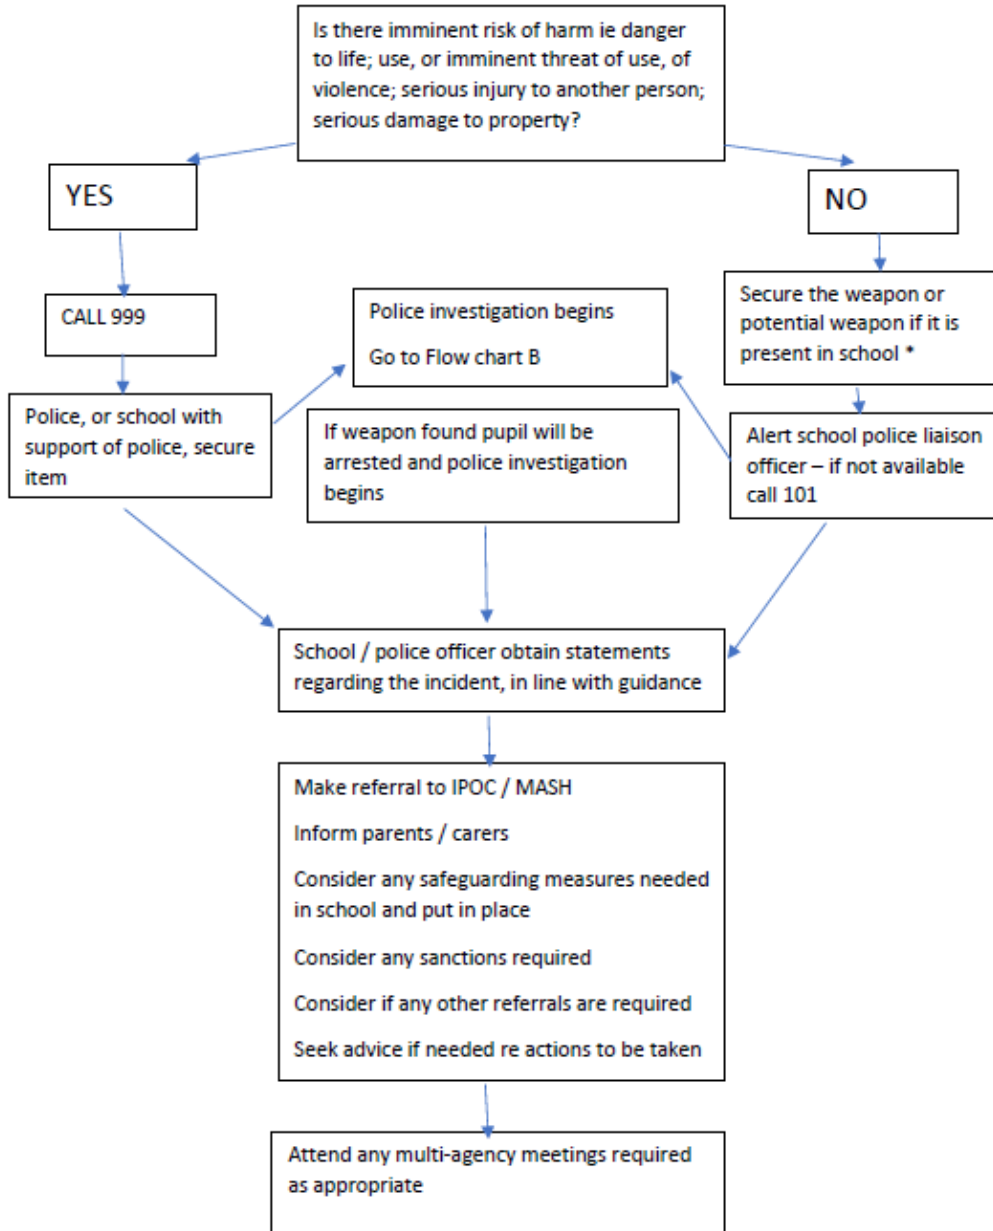 Is there imminent risk of harm ie danger
to life; use, or imminent threat of use, of
violence; serious injury to another person;
serious damage to property?
YES
NO
CALL 999
Police investigation begins
Go to Flow chart B
Secure the weapon or
potential weapon if it is
present in school *
Police, or school with
support of police, secure
item
If weapon found pupil will be
arrested and police investigation
begins
Alert school police liaison
officer – if not available
call 101
School / police officer obtain statements
regarding the incident, in line with guidance
Make referral to IPOC / MASH
Inform parents / carers
Consider any safeguarding measures needed
in school and put in place
Consider any sanctions required
Consider if any other referrals are required
Seek advice if needed re actions to be taken
Attend any multi-agency meetings required
as appropriate